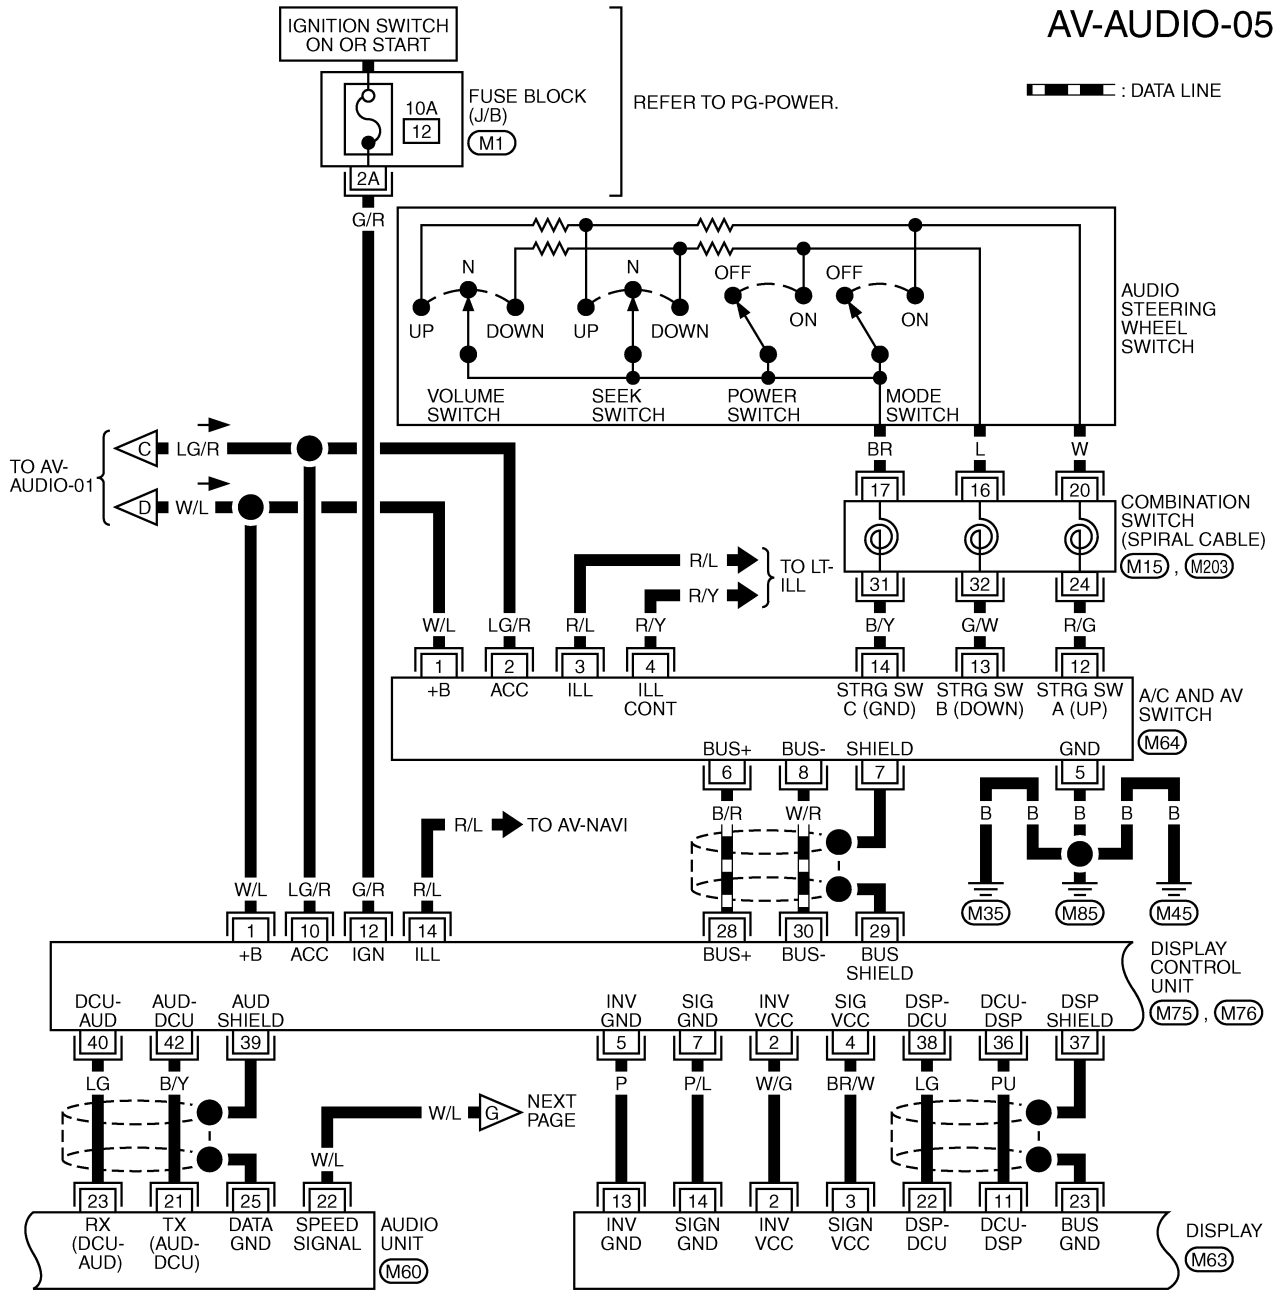 AV-AUDIO-05
IGNITION SWITCH
ON OR START
10A
12
FUSE BLOCK
(J/B)
M1
REFER TO PG-POWER.
: DATA LINE
2A
G/R
N
UP
DOWN
VOLUME
SWITCH
N
UP
DOWN
SEEK
SWITCH
OFF
ON
POWER
SWITCH
OFF
ON
MODE
SWITCH
AUDIO
STEERING
WHEEL
SWITCH
TO AV-
AUDIO-01
C
LG/R
D
W/L
BR
L
W
17
16
20
COMBINATION
SWITCH
(SPIRAL CABLE)
M15 , M203
31
32
24
R/L
R/Y
TO LT-
ILL
W/L
LG/R
R/L
R/Y
B/Y
G/W
R/G
1
2
3
4
14
13
12
+B
ACC
ILL
ILL
CONT
STRG SW
C (GND)
STRG SW
B (DOWN)
STRG SW
A (UP)
A/C AND AV
SWITCH
M64
BUS+
BUS-
SHIELD
GND
6
8
7
5
B/R
W/R
B
B
B
B
B
M35
M85
M45
R/L
TO AV-NAVI
W/L
LG/R
G/R
R/L
1
10
12
14
28
30
29
+B
ACC
IGN
ILL
BUS+
BUS-
BUS
SHIELD
DISPLAY
CONTROL
UNIT
M75 , M76
DCU-
AUD
AUD-
DCU
AUD
SHIELD
INV
GND
SIG
GND
INV
VCC
SIG
VCC
DSP-
DCU
DCU-
DSP
DSP
SHIELD
40
42
39
5
7
2
4
38
36
37
LG
B/Y
P
P/L
W/G
BR/W
LG
PU
W/L
G
NEXT
PAGE
W/L
23
21
25
22
13
14
2
3
22
11
23
RX
(DCU-
AUD)
TX
(AUD-
DCU)
DATA
GND
SPEED
SIGNAL
AUDIO
UNIT
M60
INV
GND
SIGN
GND
INV
VCC
SIGN
VCC
DSP-
DCU
DCU-
DSP
BUS
GND
DISPLAY
M63